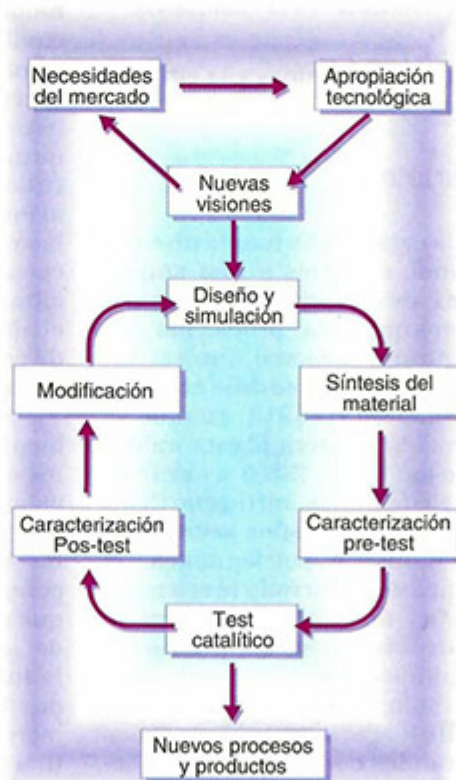 Necesidades
del mercado
Apropiación
tecnológica
Nuevas
visiones
Diseño y
simulación
Modificación
Síntesis del
material
Caracterización
Pos-test
Caracterización
pre-test
Test
catalítico
Nuevos procesos
y productos